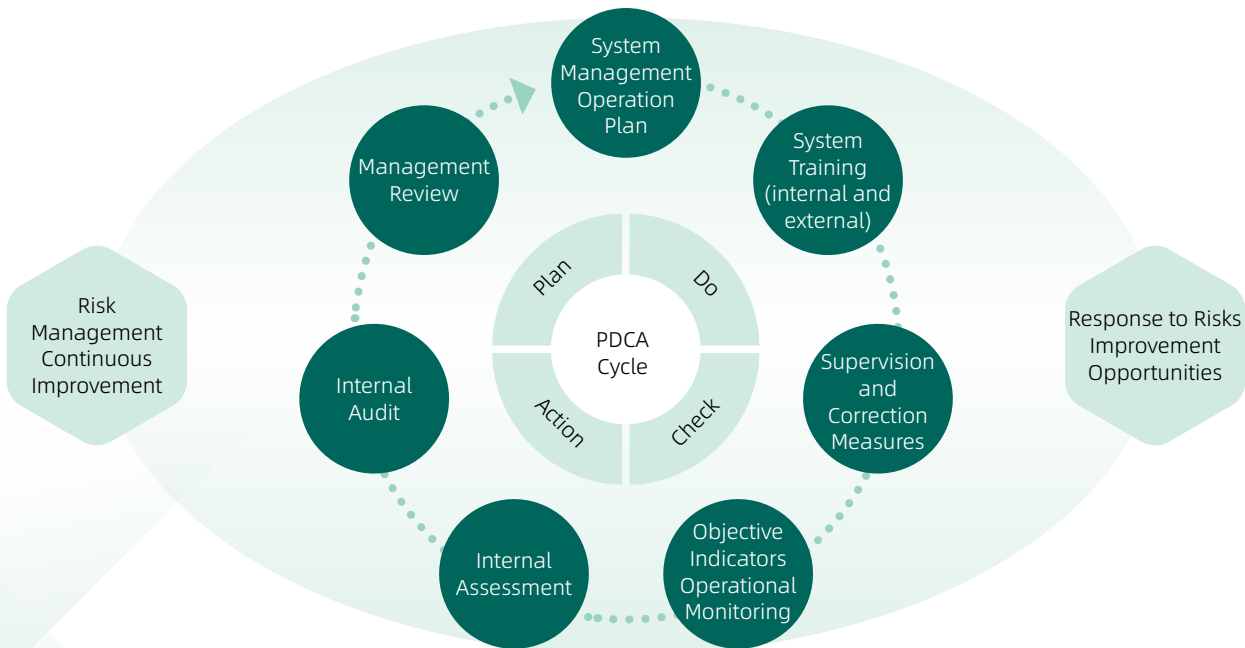 System
Management
Operation
Plan
System
Training
(internal and
external)
Supervision
and
Correction
Measures
Objective
Indicators
Operational
Monitoring
Internal
Assessment
Internal
Audit
Management
Review
Plan
Do
Check
Action
PDCA
Cycle
Risk
Management
Continuous
Improvement
Response to Risks
Improvement
Opportunities